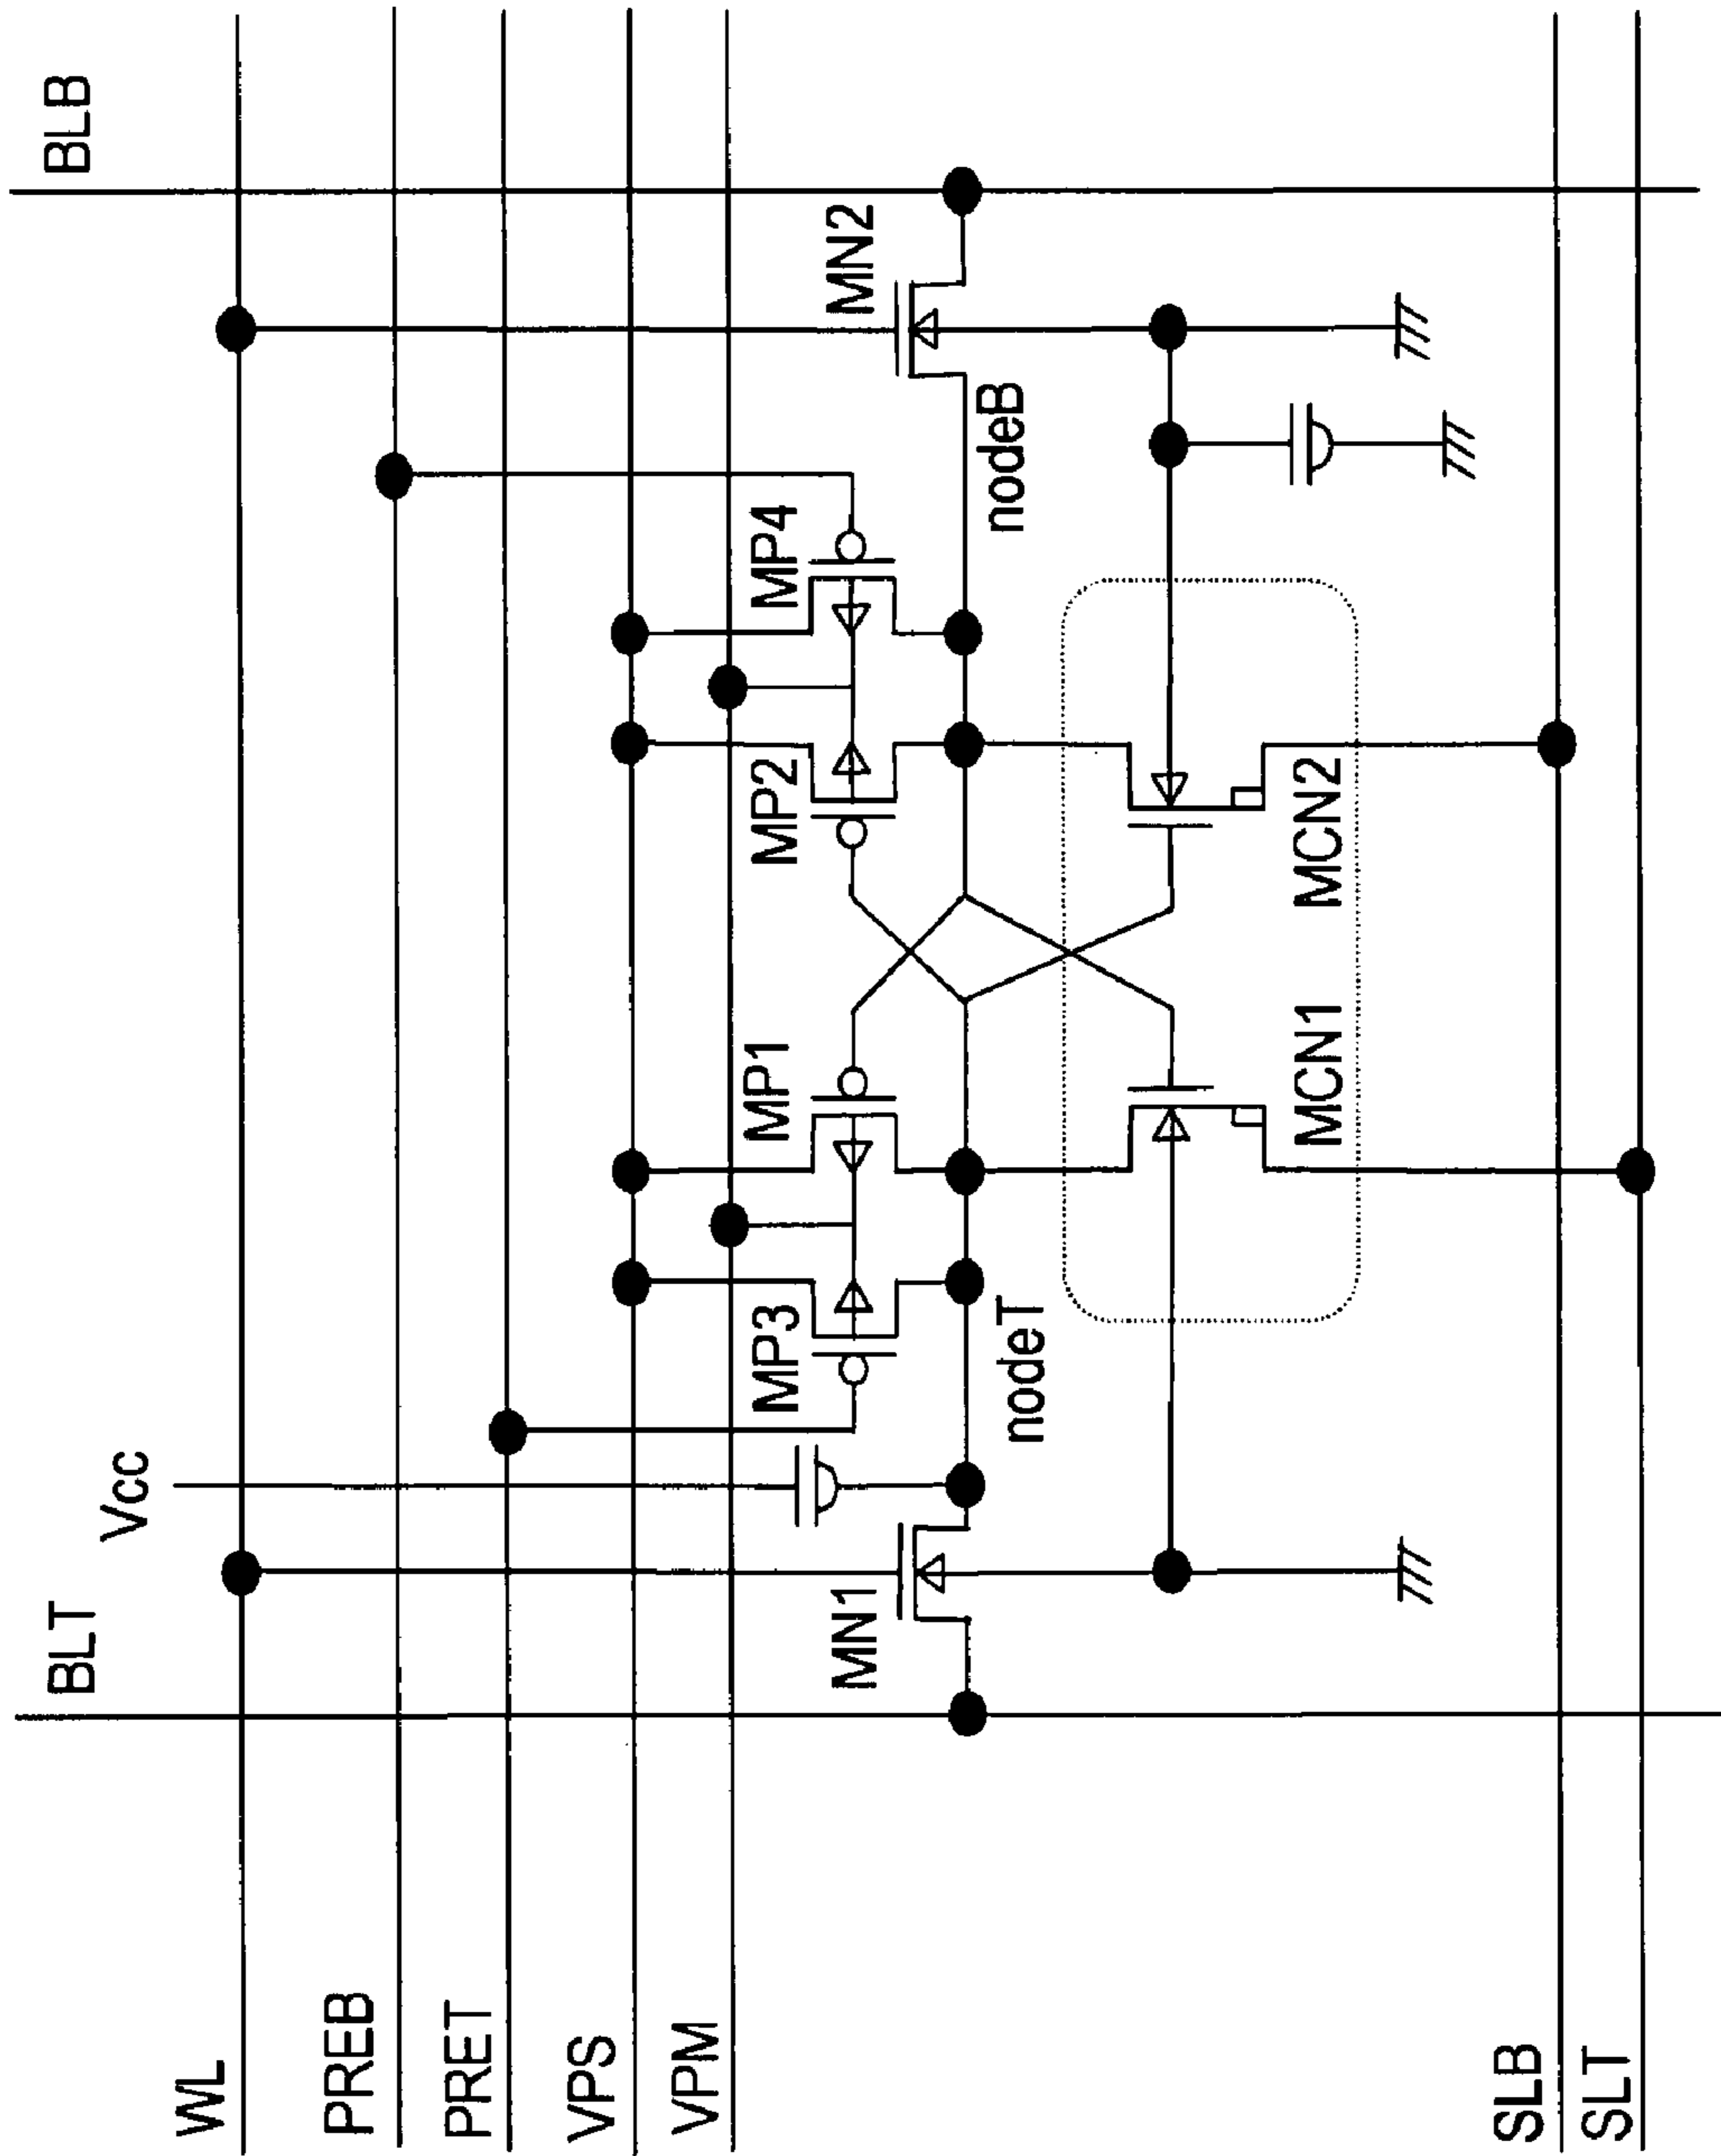 BLT
Vcc
BLB
WL
PREB
PRET
VPS
VPM
MP3
MP1
MP2
MP4
MN1
MN2
nodeT
nodeB
MCN1
MCN2
SLB
SLT